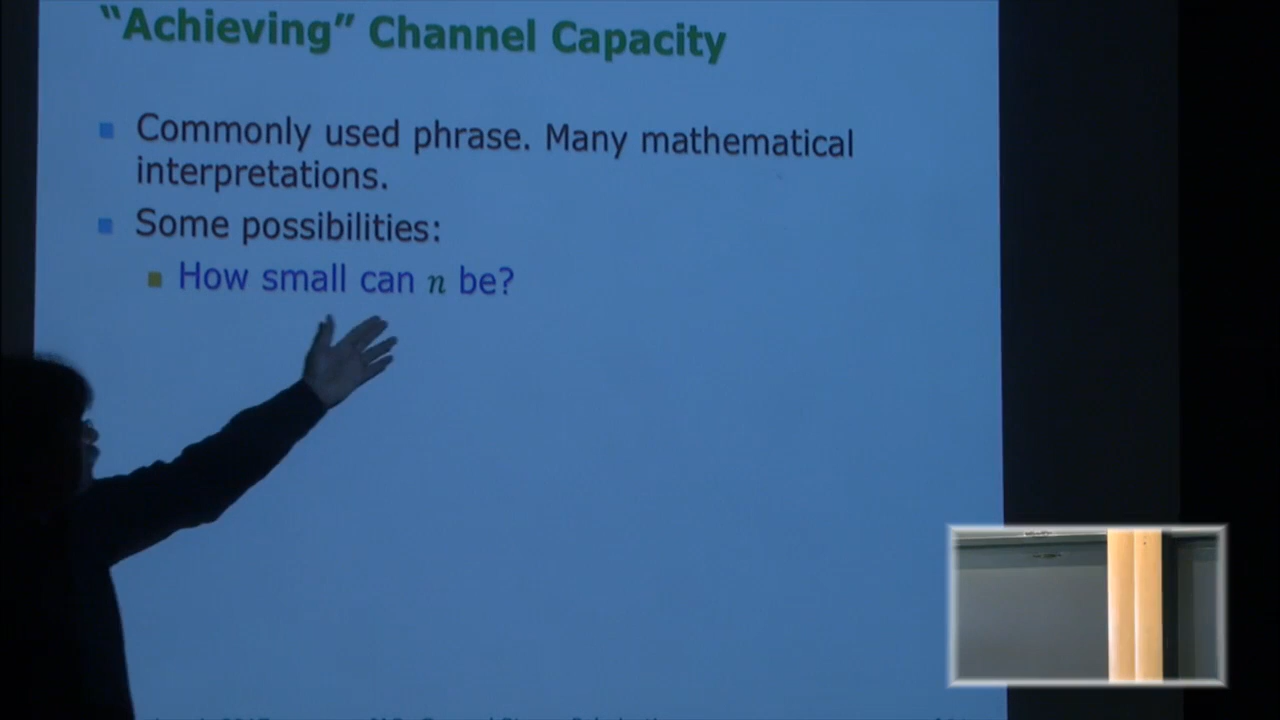 “Achieving” Channel Capacity
Commonly used phrase. Many mathematical
interpretations.
Some possibilities:
How small can n be?